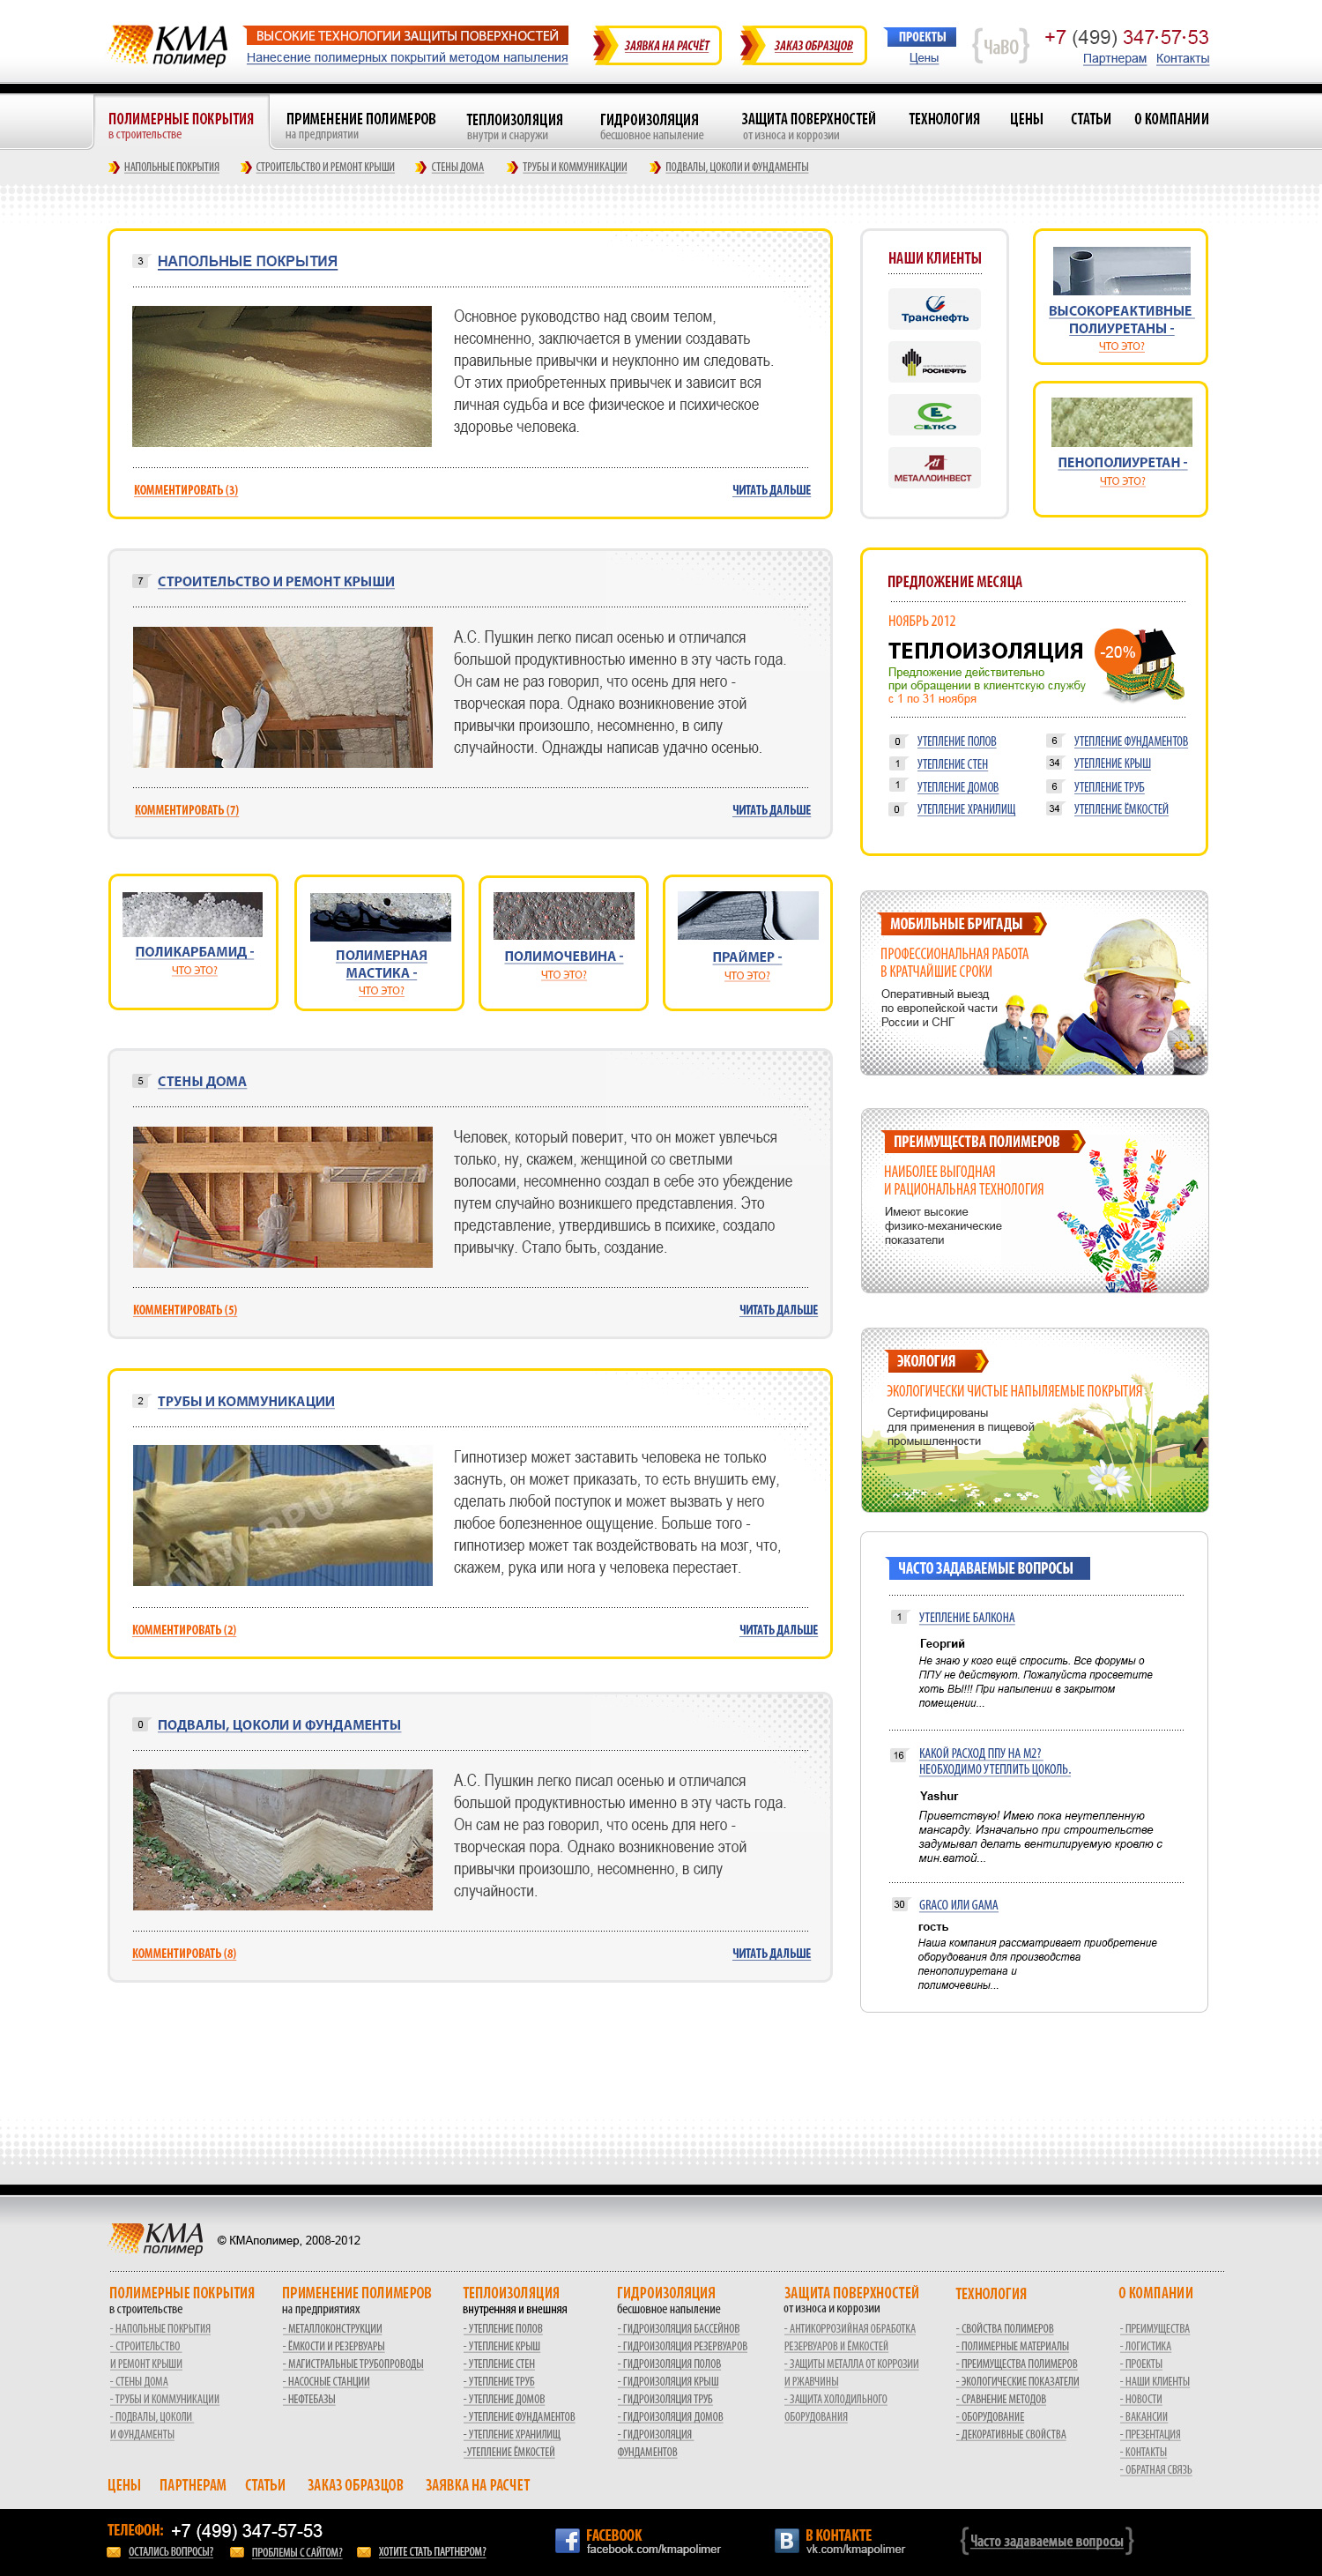 КМА
полимер
ВЫСОКИЕ ТЕХНОЛОГИИ ЗАЩИТЫ ПОВЕРХНОСТЕЙ
Нанесение полимерных покрытий методом напыления
ЗАЯВКА НА РАСЧЁТ
ЗАКАЗ ОБРАЗЦОВ
ПРОЕКТЫ
Цены
{ЧаВО}
+7 (499) 347·57·53
Партнерам Контакты
ПОЛИМЕРНЫЕ ПОКРЫТИЯ
в строительстве
ПРИМЕНЕНИЕ ПОЛИМЕРОВ
на предприятии
ТЕПЛОИЗОЛЯЦИЯ
внутри и снаружи
ГИДРОИЗОЛЯЦИЯ
бесшовное напыление
ЗАЩИТА ПОВЕРХНОСТЕЙ
от износа и коррозии
ТЕХНОЛОГИЯ
ЦЕНЫ
СТАТЬИ
О КОМПАНИИ
НАПОЛЬНЫЕ ПОКРЫТИЯ
СТРОИТЕЛЬСТВО И РЕМОНТ КРЫШИ
СТЕНЫ ДОМА
ТРУБЫ И КОММУНИКАЦИИ
ПОДВАЛЫ, ЦОКОЛИ И ФУНДАМЕНТЫ
3 НАПОЛЬНЫЕ ПОКРЫТИЯ
Основное руководство над своим телом,
несомненно, заключается в умении создавать
правильные привычки и неуклонно им следовать.
От этих приобретенных привычек и зависит вся
личная судьба и все физическое и психическое
здоровье человека.
КОММЕНТИРОВАТЬ (3)
ЧИТАТЬ ДАЛЬШЕ
НАШИ КЛИЕНТЫ
Транснефть
РОСНЕФТЬ
СЕТКО
МЕТАЛЛОИНВЕСТ
ВЫСОКОРЕАКТИВНЫЕ
ПОЛИУРЕТАНЫ -
ЧТО ЭТО?
ПЕНОПОЛИУРЕТАН -
ЧТО ЭТО?
7 СТРОИТЕЛЬСТВО И РЕМОНТ КРЫШИ
А.С. Пушкин легко писал осенью и отличался
большой продуктивностью именно в эту часть года.
Он сам не раз говорил, что осень для него -
творческая пора. Однако возникновение этой
привычки произошло, несомненно, в силу
случайности. Однажды написав удачно осенью.
КОММЕНТИРОВАТЬ (7)
ЧИТАТЬ ДАЛЬШЕ
ПРЕДЛОЖЕНИЕ МЕСЯЦА
НОЯБРЬ 2012
ТЕПЛОИЗОЛЯЦИЯ
-20%
Предложение действительно
при обращении в клиентскую службу
с 1 по 31 ноября
0 УТЕПЛЕНИЕ ПОЛОВ
1 УТЕПЛЕНИЕ СТЕН
1 УТЕПЛЕНИЕ ДОМОВ
0 УТЕПЛЕНИЕ ХРАНИЛИЩ
6 УТЕПЛЕНИЕ ФУНДАМЕНТОВ
34 УТЕПЛЕНИЕ КРЫШ
6 УТЕПЛЕНИЕ ТРУБ
34 УТЕПЛЕНИЕ ЁМКОСТЕЙ
ПОЛИКАРБАМИД -
ЧТО ЭТО?
ПОЛИМЕРНАЯ
МАСТИКА -
ЧТО ЭТО?
ПОЛИМОЧЕВИНА -
ЧТО ЭТО?
ПРАЙМЕР -
ЧТО ЭТО?
МОБИЛЬНЫЕ БРИГАДЫ
ПРОФЕССИОНАЛЬНАЯ РАБОТА
В КРАТЧАЙШИЕ СРОКИ
Оперативный выезд
по европейской части
России и СНГ
5 СТЕНЫ ДОМА
Человек, который поверит, что он может увлечься
только, ну, скажем, женщиной со светлыми
волосами, несомненно создал в себе это убеждение
путем случайно возникшего представления. Это
представление, утвердившись в психике, создало
привычку. Стало быть, создание.
КОММЕНТИРОВАТЬ (5)
ЧИТАТЬ ДАЛЬШЕ
ПРЕИМУЩЕСТВА ПОЛИМЕРОВ
НАИБОЛЕЕ ВЫГОДНАЯ
И РАЦИОНАЛЬНАЯ ТЕХНОЛОГИЯ
Имеют высокие
физико-механические
показатели
ЭКОЛОГИЯ
ЭКОЛОГИЧЕСКИ ЧИСТЫЕ НАПЫЛЯЕМЫЕ ПОКРЫТИЯ
Сертифицированы
для применения в пищевой
промышленности
2 ТРУБЫ И КОММУНИКАЦИИ
Гипнотизер может заставить человека не только
заснуть, он может приказать, то есть внушить ему,
сделать любой поступок и может вызвать у него
любое болезненное ощущение. Больше того -
гипнотизер может так воздействовать на мозг, что,
скажем, рука или нога у человека перестает.
КОММЕНТИРОВАТЬ (2)
ЧИТАТЬ ДАЛЬШЕ
ЧАСТО ЗАДАВАЕМЫЕ ВОПРОСЫ
1 УТЕПЛЕНИЕ БАЛКОНА
Георгий
Не знаю у кого ещё спросить. Все форумы о
ППУ не действуют. Пожалуйста просветите
хоть ВЫ!!! При напылении в закрытом
помещении...
16 КАКОЙ РАСХОД ППУ НА М2?
НЕОБХОДИМО УТЕПЛИТЬ ЦОКОЛЬ.
Yashur
Приветствую! Имею пока неутепленную
мансарду. Изначально при строительстве
задумывал делать вентилируемую кровлю с
мин.ватой...
30 GRACO ИЛИ GAMA
гость
Наша компания рассматривает приобретение
оборудования для производства
пенополиуретана и
полимочевины...
0 ПОДВАЛЫ, ЦОКОЛИ И ФУНДАМЕНТЫ
А.С. Пушкин легко писал осенью и отличался
большой продуктивностью именно в эту часть года.
Он сам не раз говорил, что осень для него -
творческая пора. Однако возникновение этой
привычки произошло, несомненно, в силу
случайности.
КОММЕНТИРОВАТЬ (8)
ЧИТАТЬ ДАЛЬШЕ
КМА
полимер
© КМАполимер, 2008-2012
ПОЛИМЕРНЫЕ ПОКРЫТИЯ
в строительстве
- НАПОЛЬНЫЕ ПОКРЫТИЯ
- СТРОИТЕЛЬСТВО
И РЕМОНТ КРЫШИ
- СТЕНЫ ДОМА
- ТРУБЫ И КОММУНИКАЦИИ
- ПОДВАЛЫ, ЦОКОЛИ
И ФУНДАМЕНТЫ
ПРИМЕНЕНИЕ ПОЛИМЕРОВ
на предприятиях
- МЕТАЛЛОКОНСТРУКЦИИ
- ЁМКОСТИ И РЕЗЕРВУАРЫ
- МАГИСТРАЛЬНЫЕ ТРУБОПРОВОДЫ
- НАСОСНЫЕ СТАНЦИИ
- НЕФТЕБАЗЫ
ТЕПЛОИЗОЛЯЦИЯ
внутренняя и внешняя
- УТЕПЛЕНИЕ ПОЛОВ
- УТЕПЛЕНИЕ КРЫШ
- УТЕПЛЕНИЕ СТЕН
- УТЕПЛЕНИЕ ТРУБ
- УТЕПЛЕНИЕ ДОМОВ
- УТЕПЛЕНИЕ ФУНДАМЕНТОВ
- УТЕПЛЕНИЕ ХРАНИЛИЩ
-УТЕПЛЕНИЕ ЁМКОСТЕЙ
ГИДРОИЗОЛЯЦИЯ
бесшовное напыление
- ГИДРОИЗОЛЯЦИЯ БАССЕЙНОВ
- ГИДРОИЗОЛЯЦИЯ РЕЗЕРВУАРОВ
- ГИДРОИЗОЛЯЦИЯ ПОЛОВ
- ГИДРОИЗОЛЯЦИЯ КРЫШ
- ГИДРОИЗОЛЯЦИЯ ТРУБ
- ГИДРОИЗОЛЯЦИЯ ДОМОВ
- ГИДРОИЗОЛЯЦИЯ
ФУНДАМЕНТОВ
ЗАЩИТА ПОВЕРХНОСТЕЙ
от износа и коррозии
- АНТИКОРРОЗИЙНАЯ ОБРАБОТКА
РЕЗЕРВУАРОВ И ЁМКОСТЕЙ
- ЗАЩИТЫ МЕТАЛЛА ОТ КОРРОЗИИ
И РЖАВЧИНЫ
- ЗАЩИТА ХОЛОДИЛЬНОГО
ОБОРУДОВАНИЯ
ТЕХНОЛОГИЯ
- СВОЙСТВА ПОЛИМЕРОВ
- ПОЛИМЕРНЫЕ МАТЕРИАЛЫ
- ПРЕИМУЩЕСТВА ПОЛИМЕРОВ
- ЭКОЛОГИЧЕСКИЕ ПОКАЗАТЕЛИ
- СРАВНЕНИЕ МЕТОДОВ
- ОБОРУДОВАНИЕ
- ДЕКОРАТИВНЫЕ СВОЙСТВА
О КОМПАНИИ
- ПРЕИМУЩЕСТВА
- ЛОГИСТИКА
- ПРОЕКТЫ
- НАШИ КЛИЕНТЫ
- НОВОСТИ
- ВАКАНСИИ
- ПРЕЗЕНТАЦИЯ
- КОНТАКТЫ
- ОБРАТНАЯ СВЯЗЬ
ЦЕНЫ ПАРТНЕРАМ СТАТЬИ ЗАКАЗ ОБРАЗЦОВ ЗАЯВКА НА РАСЧЕТ
ТЕЛЕФОН: +7 (499) 347-57-53
ОСТАЛИСЬ ВОПРОСЫ? ПРОБЛЕМЫ С САЙТОМ? ХОТИТЕ СТАТЬ ПАРТНЕРОМ?
FACEBOOK
facebook.com/kmapolimer
В КОНТАКТЕ
vk.com/kmapolimer
{Часто задаваемые вопросы}